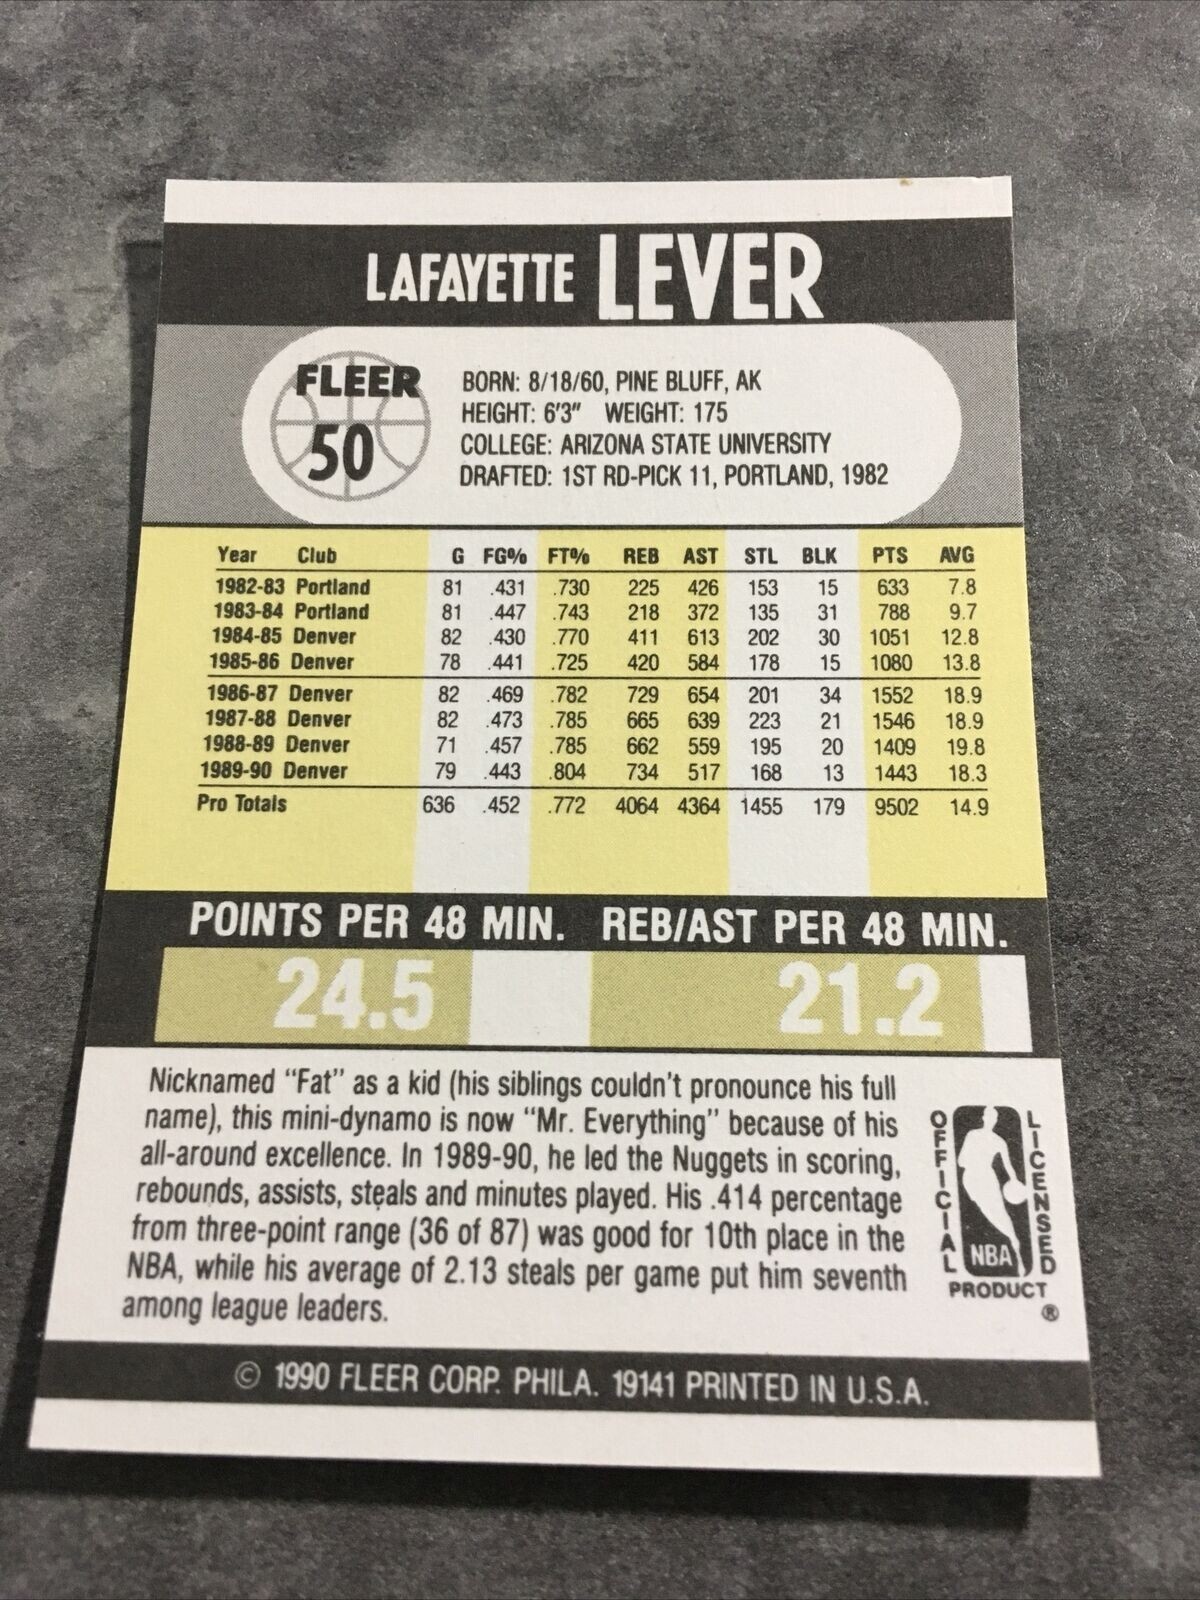 LAFAYETTE LEVER
FLEER
50
BORN: 8/18/60, PINE BLUFF, AK
HEIGHT: 6'3" WEIGHT: 175
COLLEGE: ARIZONA STATE UNIVERSITY
DRAFTED: 1ST RD-PICK 11, PORTLAND, 1982
Year Club G FG% FT% REB AST STL BLK PTS AVG
1982-83 Portland 81 .431 .730 225 426 153 15 633 7.8
1983-84 Portland 81 .447 .743 218 372 135 31 788 9.7
1984-85 Denver 82 .430 .770 411 613 202 30 1051 12.8
1985-86 Denver 78 .441 .725 420 584 178 15 1080 13.8
1986-87 Denver 82 .469 .782 729 654 201 34 1552 18.9
1987-88 Denver 82 .473 .785 665 639 223 21 1546 18.9
1988-89 Denver 71 .457 .785 662 559 195 20 1409 19.8
1989-90 Denver 79 .443 .804 734 517 168 13 1443 18.3
Pro Totals 636 .452 .772 4064 4364 1455 179 9502 14.9
POINTS PER 48 MIN. REB/AST PER 48 MIN.
24.5 21.2
Nicknamed "Fat" as a kid (his siblings couldn't pronounce his full
name), this mini-dynamo is now "Mr. Everything" because of his
all-around excellence. In 1989-90, he led the Nuggets in scoring,
rebounds, assists, steals and minutes played. His .414 percentage
from three-point range (36 of 87) was good for 10th place in the
NBA, while his average of 2.13 steals per game put him seventh
among league leaders.
OFFICIAL
LICENSED
NBA
PRODUCT
®
© 1990 FLEER CORP. PHILA. 19141 PRINTED IN U.S.A.